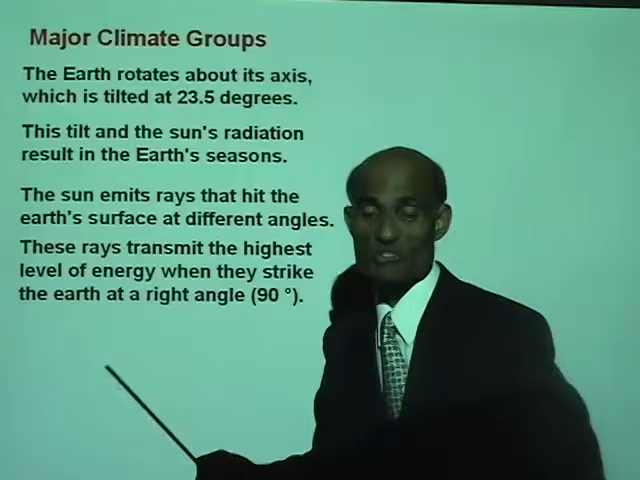 Major Climate Groups
The Earth rotates about its axis,
which is tilted at 23.5 degrees.
This tilt and the sun's radiation
result in the Earth's seasons.
The sun emits rays that hit the
earth's surface at different angles.
These rays transmit the highest
level of energy when they strike
the earth at a right angle (90 °).